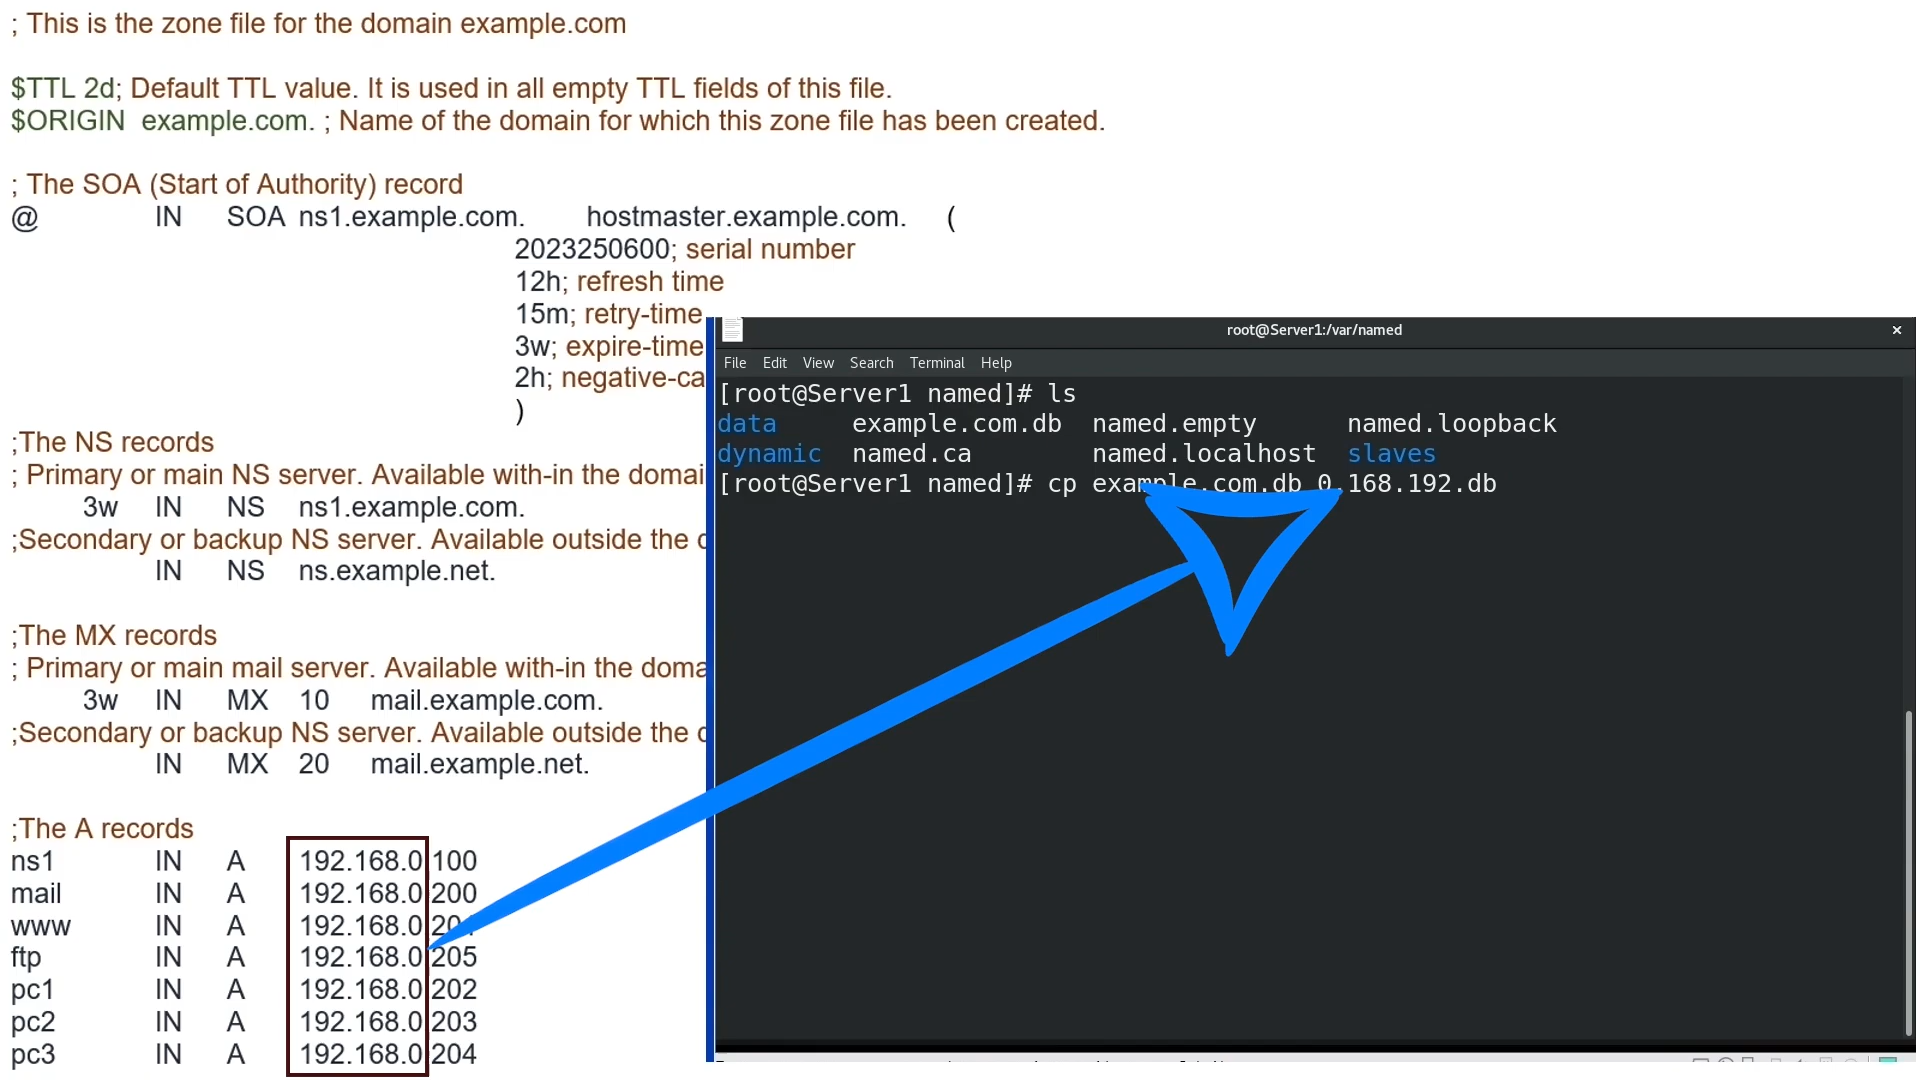 ; This is the zone file for the domain example.com
$TTL 2d; Default TTL value. It is used in all empty TTL fields of this file.
$ORIGIN example.com. ; Name of the domain for which this zone file has been created.
; The SOA (Start of Authority) record
@ IN SOA ns1.example.com. hostmaster.example.com. (
2023250600; serial number
12h; refresh time
15m; retry-time
3w; expire-time
2h; negative-ca
)
;The NS records
; Primary or main NS server. Available with-in the domai
3w IN NS ns1.example.com.
;Secondary or backup NS server. Available outside the
IN NS ns.example.net.
;The MX records
; Primary or main mail server. Available with-in the doma
3w IN MX 10 mail.example.com.
;Secondary or backup NS server. Available outside the
IN MX 20 mail.example.net.
;The A records
ns1 IN A 192.168.0.100
mail IN A 192.168.0.200
www IN A 192.168.0.201
ftp IN A 192.168.0.205
pc1 IN A 192.168.0.202
pc2 IN A 192.168.0.203
pc3 IN A 192.168.0.204
root@Server1:/var/named ×
File Edit View Search Terminal Help
[root@Server1 named]# ls
data example.com.db named.empty named.loopback
dynamic named.ca named.localhost slaves
[root@Server1 named]# cp example.com.db 0.168.192.db